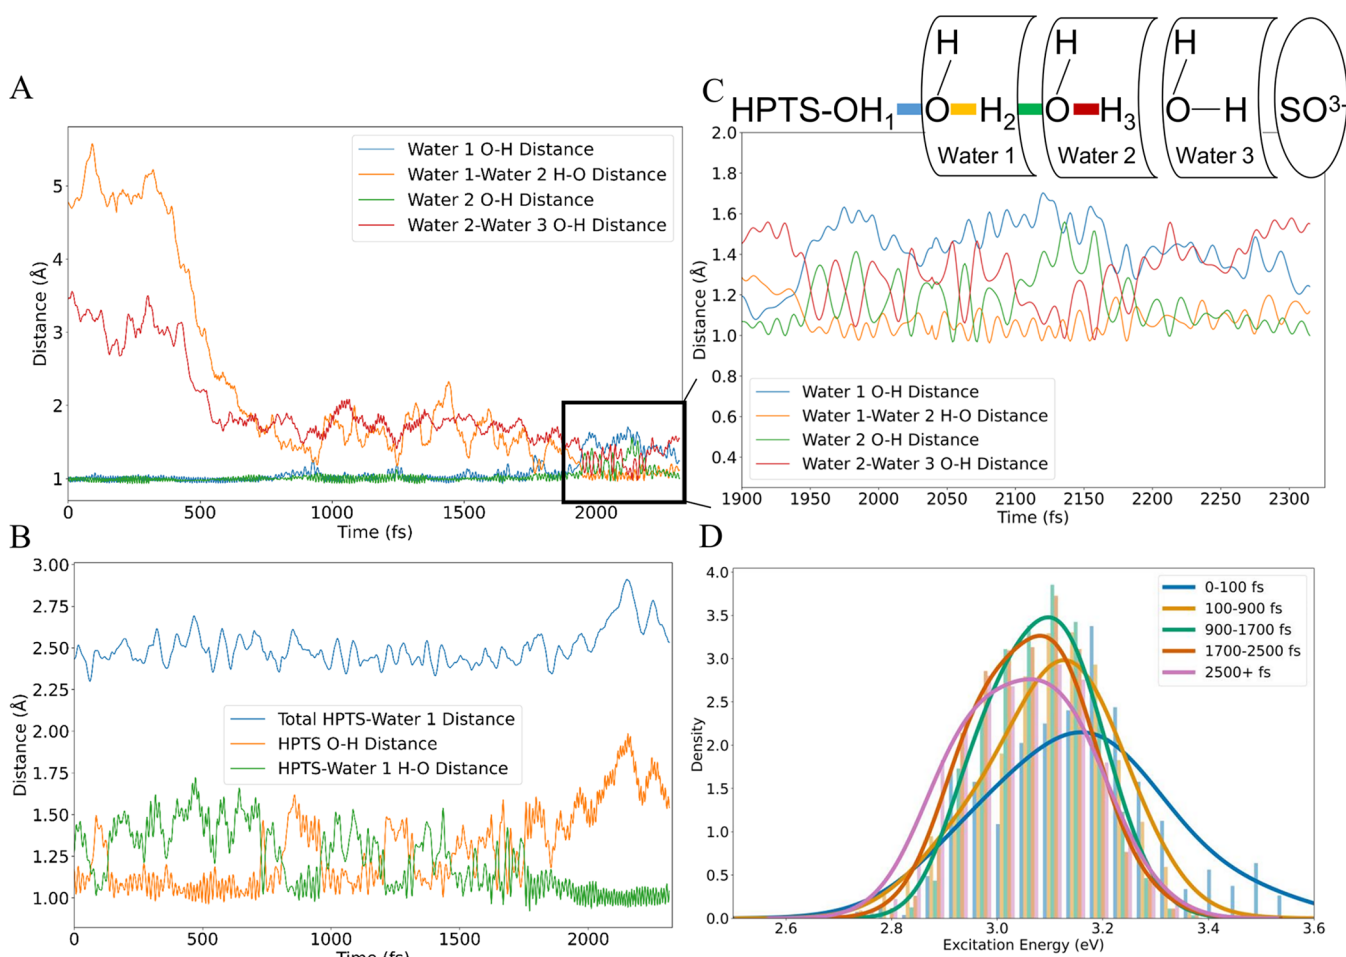 A
Water 1 O-H Distance
Water 1-Water 2 H-O Distance
Water 2 O-H Distance
Water 2-Water 3 O-H Distance
Distance (Å)
5
4
3
2
1
0 500 1000 1500 2000
Time (fs)
C
H H H
HPTS-OH1 O H2 O H3 O H SO3-
Water 1 Water 2 Water 3
Distance (Å)
2.0
1.8
1.6
1.4
1.2
1.0
0.8
0.6
0.4
Water 1 O-H Distance
Water 1-Water 2 H-O Distance
Water 2 O-H Distance
Water 2-Water 3 O-H Distance
1900 1950 2000 2050 2100 2150 2200 2250 2300
Time (fs)
B
Distance (Å)
3.00
2.75
2.50
2.25
2.00
1.75
1.50
1.25
1.00
Total HPTS-Water 1 Distance
HPTS O-H Distance
HPTS-Water 1 H-O Distance
0 500 1000 1500 2000
Time (fs)
D
Density
4.0
3.5
3.0
2.5
2.0
1.5
1.0
0.5
0.0
0-100 fs
100-900 fs
900-1700 fs
1700-2500 fs
2500+ fs
2.6 2.8 3.0 3.2 3.4 3.6
Excitation Energy (eV)